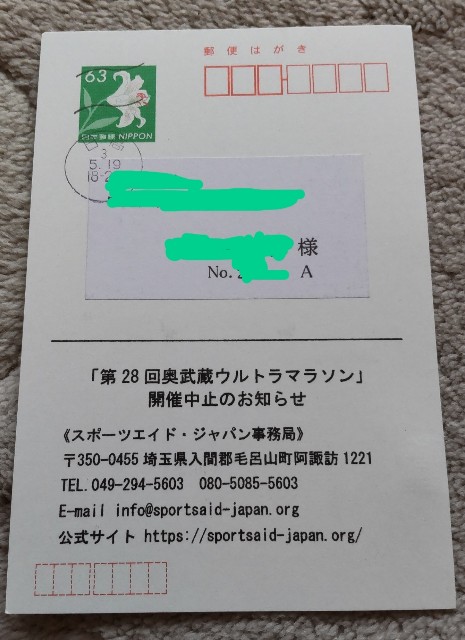 郵便はがき
63
日本郵便 NIPPON
3
5.19
様
No. A
「第28回奥武蔵ウルトラマラソン」
開催中止のお知らせ
《スポーツエイド・ジャパン事務局》
〒350-0455 埼玉県入間郡毛呂山町阿諏訪 1221
TEL. 049-294-5603 080-5085-5603
E-mail info@sportsaid-japan.org
公式サイト https://sportsaid-japan.org/